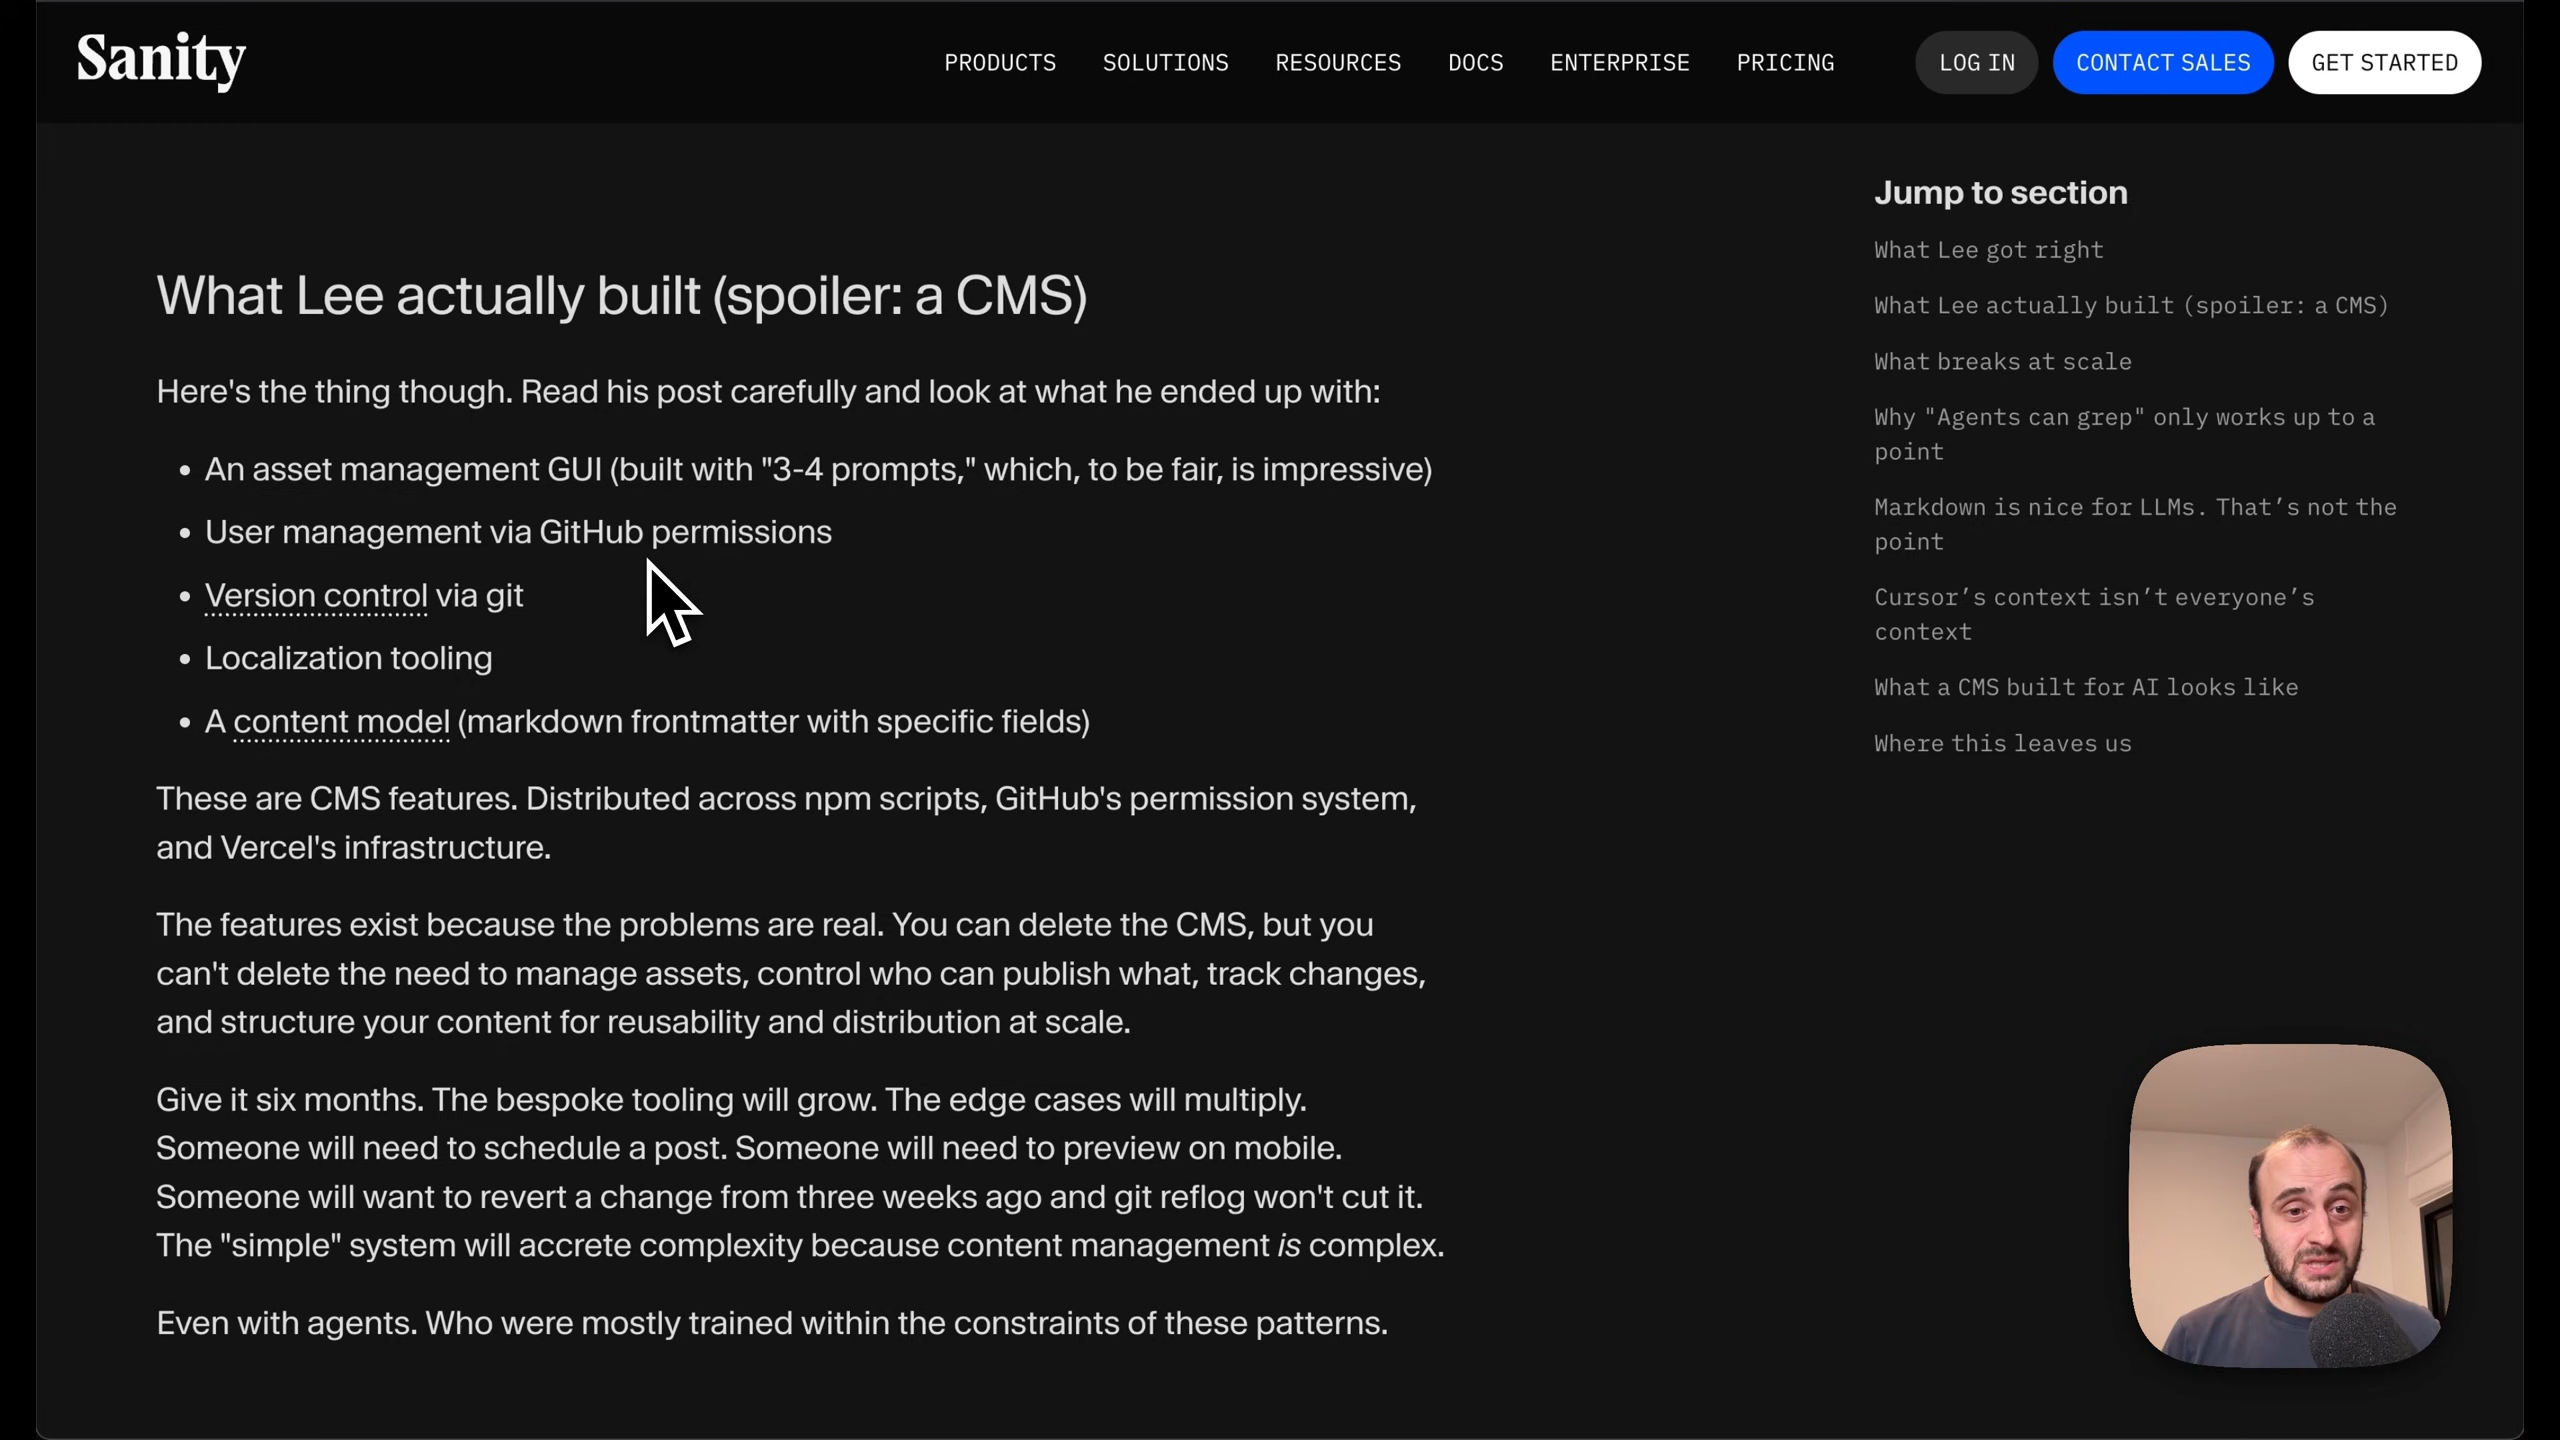 Sanity
PRODUCTS
SOLUTIONS
RESOURCES
DOCS
ENTERPRISE
PRICING
LOG IN
CONTACT SALES
GET STARTED
What Lee actually built (spoiler: a CMS)
Here's the thing though. Read his post carefully and look at what he ended up with:
• An asset management GUI (built with "3-4 prompts," which, to be fair, is impressive)
• User management via GitHub permissions
• Version control via git
• Localization tooling
• A content model (markdown frontmatter with specific fields)
These are CMS features. Distributed across npm scripts, GitHub's permission system,
and Vercel's infrastructure.
The features exist because the problems are real. You can delete the CMS, but you
can't delete the need to manage assets, control who can publish what, track changes,
and structure your content for reusability and distribution at scale.
Give it six months. The bespoke tooling will grow. The edge cases will multiply.
Someone will need to schedule a post. Someone will need to preview on mobile.
Someone will want to revert a change from three weeks ago and git reflog won't cut it.
The "simple" system will accrete complexity because content management is complex.
Even with agents. Who were mostly trained within the constraints of these patterns.
Jump to section
What Lee got right
What Lee actually built (spoiler: a CMS)
What breaks at scale
Why "Agents can grep" only works up to a
point
Markdown is nice for LLMs. That’s not the
point
Cursor’s context isn’t everyone’s
context
What a CMS built for AI looks like
Where this leaves us